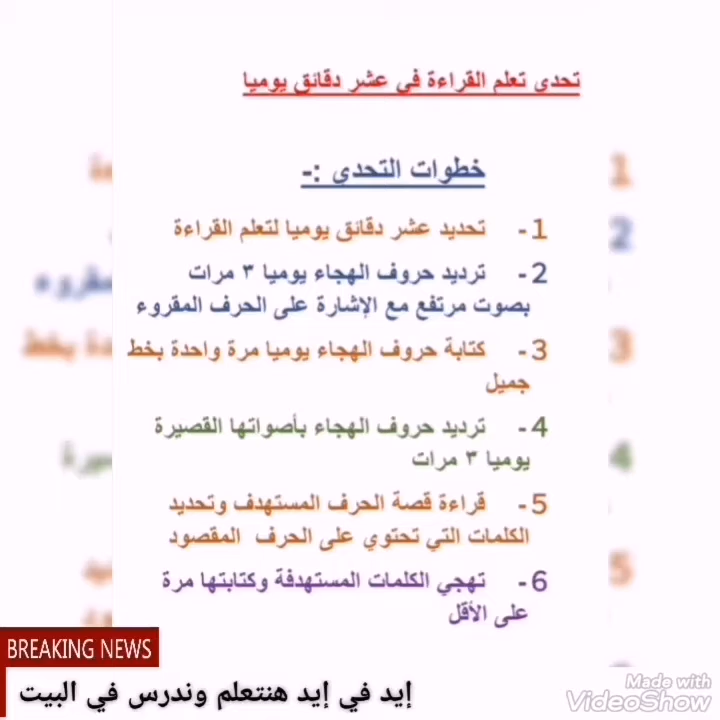 تحدى تعلم القراءة فى عشر دقائق يوميا
خطوات التحدى :-
1- تحديد عشر دقائق يوميا لتعلم القراءة
2- ترديد حروف الهجاء يوميا ٣ مرات
بصوت مرتفع مع الإشارة على الحرف المقروء
3- كتابة حروف الهجاء يوميا مرة واحدة بخط
جميل
4- ترديد حروف الهجاء بأصواتها القصيرة
يوميا ٣ مرات
5- قراءة قصة الحرف المستهدف وتحديد
الكلمات التي تحتوي على الحرف المقصود
6- تهجي الكلمات المستهدفة وكتابتها مرة
على الأقل
BREAKING NEWS
إيد في إيد هنتعلم وندرس في البيت
Made with
VideoShow